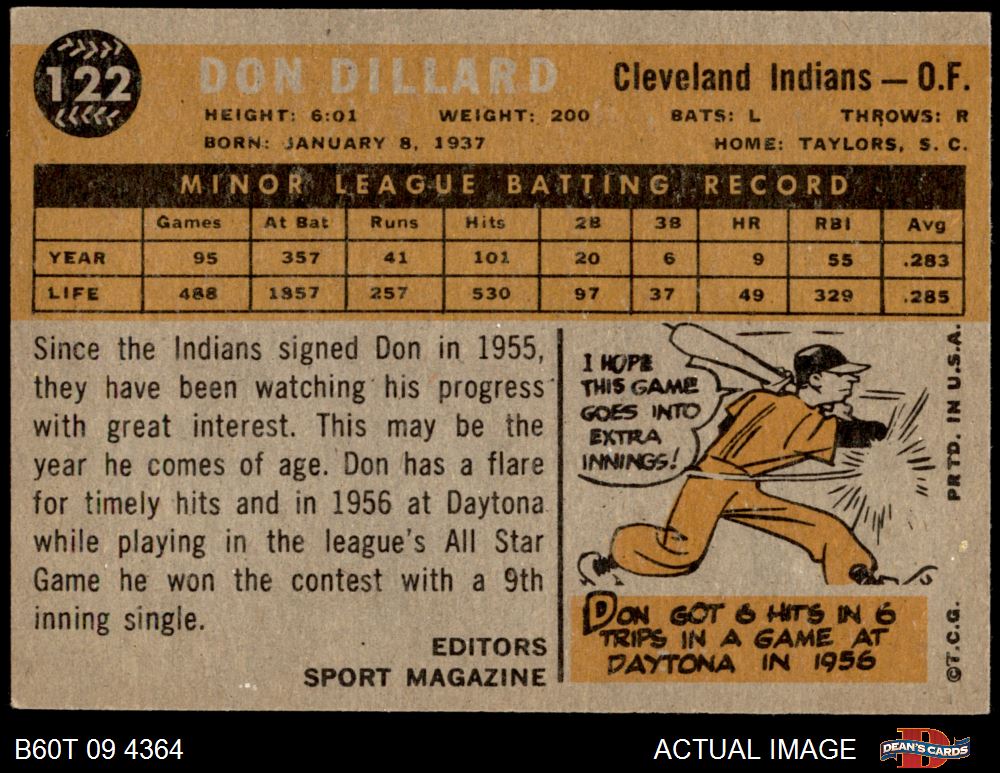 122
DON DILLARD
Cleveland Indians — O.F.
HEIGHT: 6:01 WEIGHT: 200 BATS: L THROWS: R
BORN: JANUARY 8, 1937 HOME: TAYLORS, S. C.
MINOR LEAGUE BATTING RECORD
Games At Bat Runs Hits 2B 3B HR RBI Avg
YEAR 95 357 41 101 20 6 9 55 .283
LIFE 488 1857 257 530 97 37 49 329 .285
Since the Indians signed Don in 1955,
they have been watching his progress
with great interest. This may be the
year he comes of age. Don has a flare
for timely hits and in 1956 at Daytona
while playing in the league's All Star
Game he won the contest with a 9th
inning single.
EDITORS
SPORT MAGAZINE
I HOPE
THIS GAME
GOES INTO
EXTRA
INNINGS!
DON GOT 6 HITS IN 6
TRIPS IN A GAME AT
DAYTONA IN 1956
©T.C.G. PRTD. IN U.S.A.
B60T 09 4364
ACTUAL IMAGE
DEAN'S CARDS